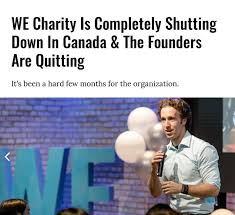 WE Charity Is Completely Shutting
Down In Canada & The Founders
Are Quitting
It's been a hard few months for the organization.
WE